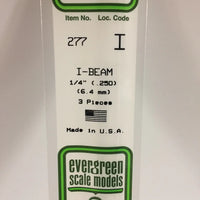 Item No. Loc. Code
277 I
I-BEAM
1/4" (.250)
(6.4 mm)
3 Pieces
Made in U.S.A.
evergreen
scale models